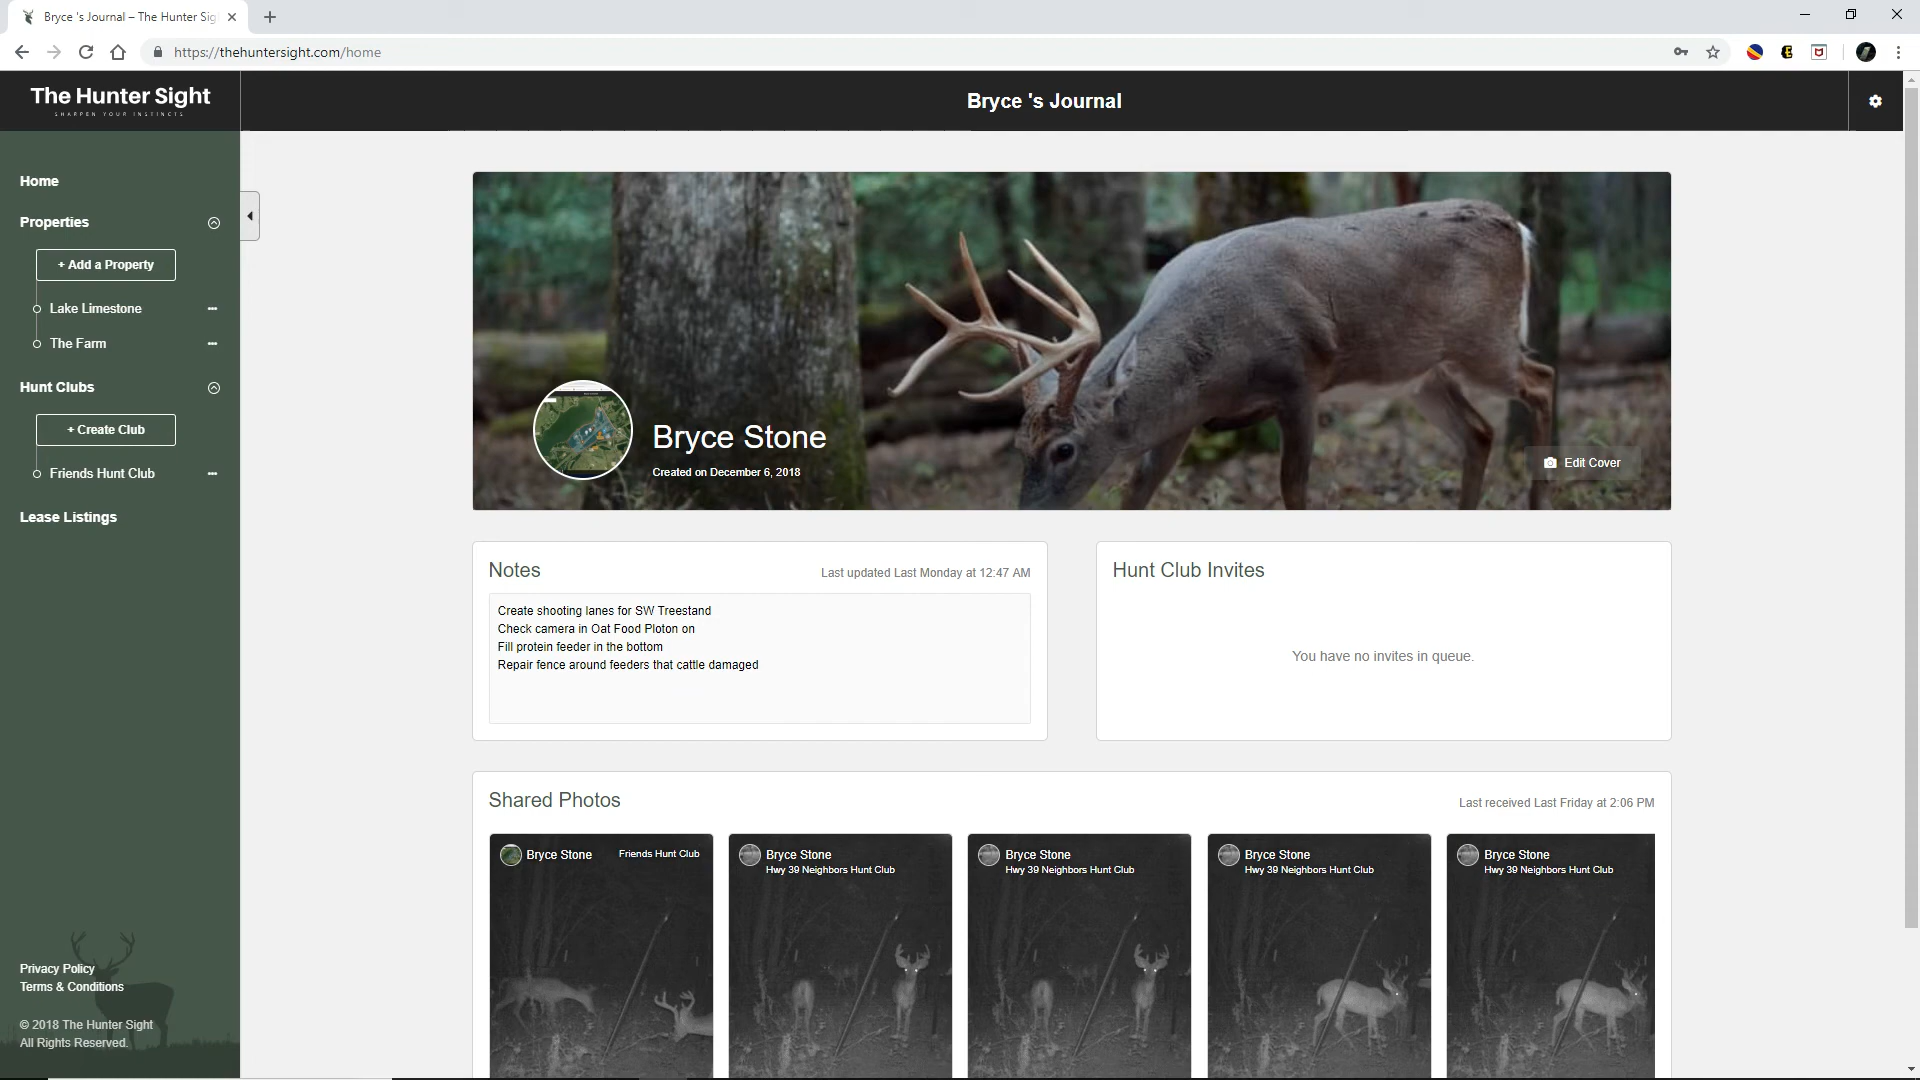 Bryce 's Journal – The Hunter Sig
https://thehuntersight.com/home
The Hunter Sight
SHARPEN YOUR INSTINCTS
Bryce 's Journal
Home
Properties
+ Add a Property
Lake Limestone
The Farm
Hunt Clubs
+ Create Club
Friends Hunt Club
Lease Listings
Privacy Policy
Terms & Conditions
© 2018 The Hunter Sight
All Rights Reserved.
Bryce Stone
Created on December 6, 2018
Edit Cover
Notes
Last updated Last Monday at 12:47 AM
Create shooting lanes for SW Treestand
Check camera in Oat Food Ploton on
Fill protein feeder in the bottom
Repair fence around feeders that cattle damaged
Hunt Club Invites
You have no invites in queue.
Shared Photos
Last received Last Friday at 2:06 PM
Bryce Stone
Friends Hunt Club
Bryce Stone
Hwy 39 Neighbors Hunt Club
Bryce Stone
Hwy 39 Neighbors Hunt Club
Bryce Stone
Hwy 39 Neighbors Hunt Club
Bryce Stone
Hwy 39 Neighbors Hunt Club